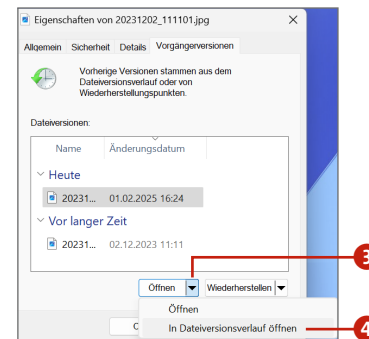 Eigenschaften von 20231202_111101.jpg
Allgemein Sicherheit Details Vorgängerversionen
Vorherige Versionen stammen aus dem
Dateiversionsverlauf oder von
Wiederherstellungspunkten.
Dateiversionen:
Name Änderungsdatum
Heute
20231... 01.02.2025 16:24
Vor langer Zeit
20231... 02.12.2023 11:11
3
Öffnen Wiederherstellen
Öffnen
In Dateiversionsverlauf öffnen
4